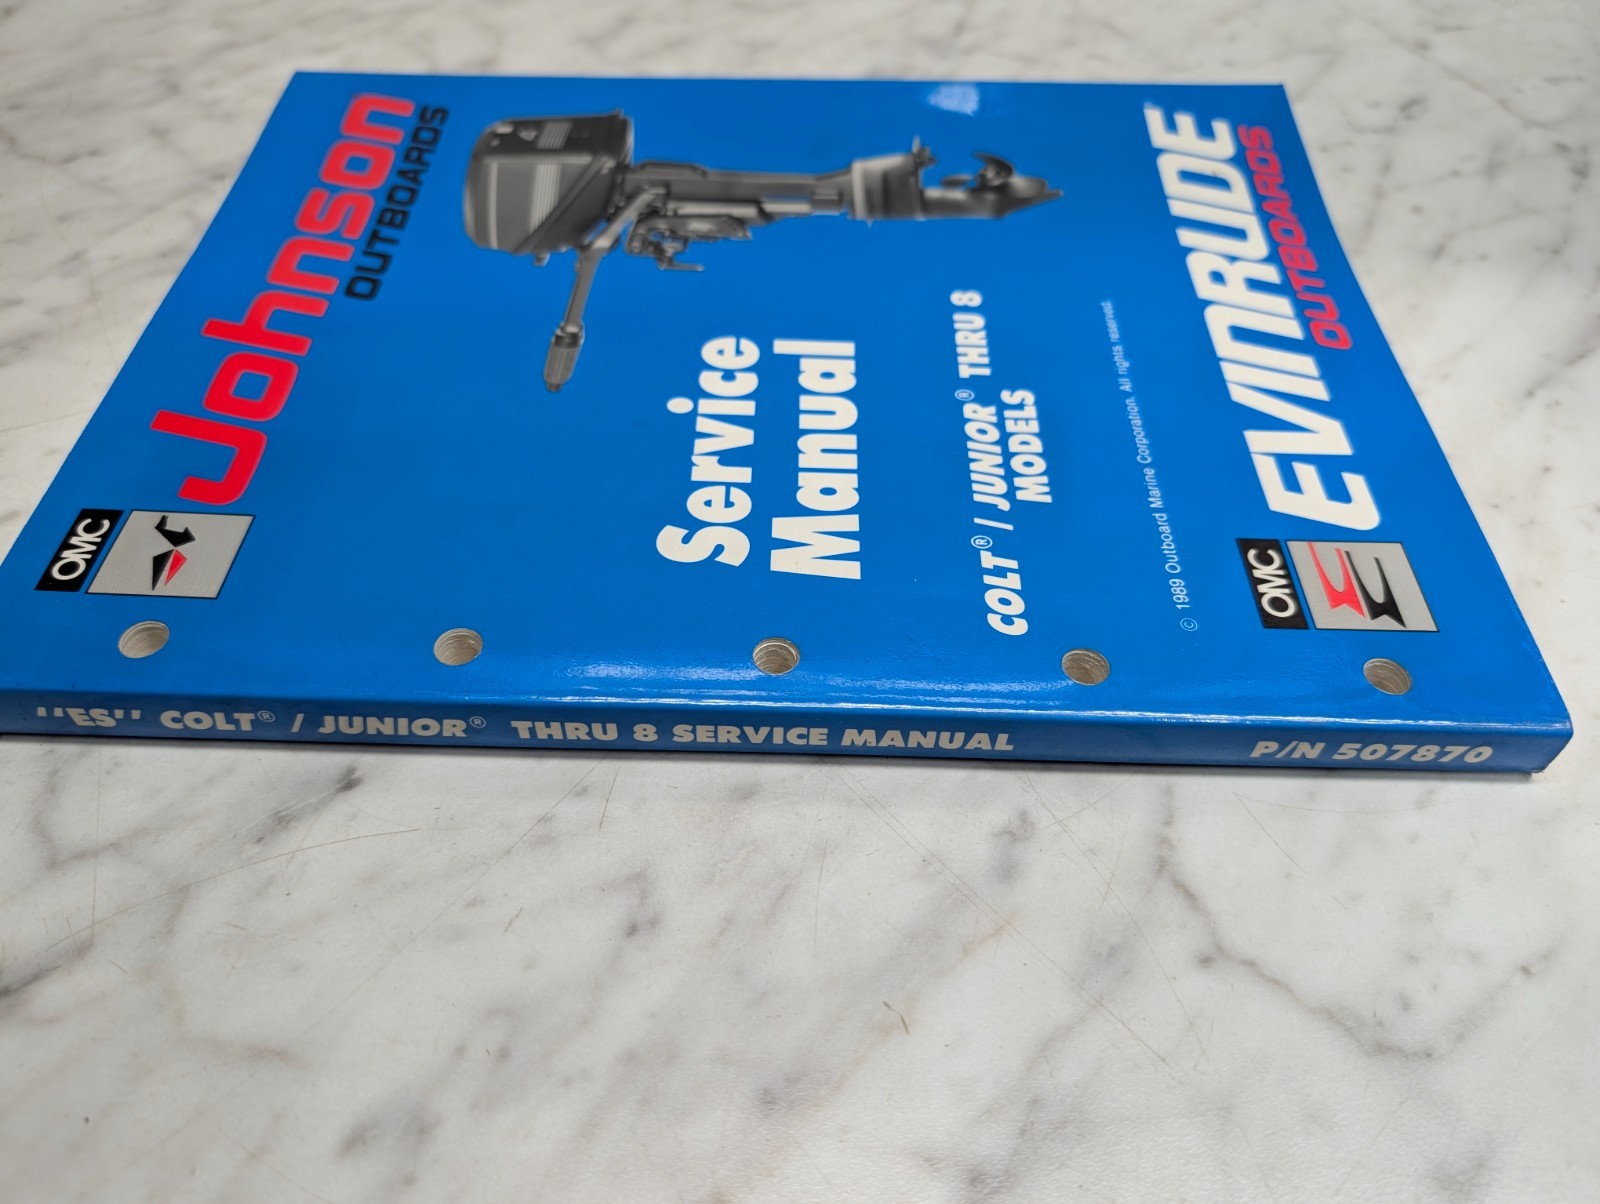 OMC
Johnson
OUTBOARDS
Service
Manual
COLT® / JUNIOR® THRU 8
MODELS
© 1989 Outboard Marine Corporation. All rights reserved.
OMC
EVINRUDE
OUTBOARDS
"ES" COLT® / JUNIOR® THRU 8 SERVICE MANUAL P/N 507870